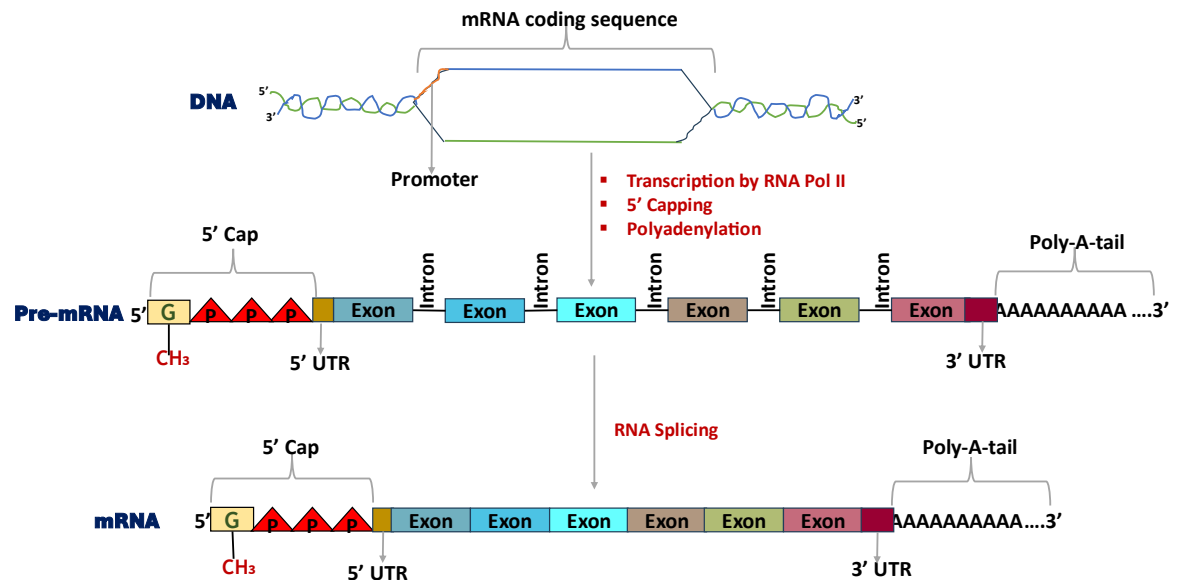 mRNA coding sequence
DNA
5’
3’
3’
5’
Promoter
▪ Transcription by RNA Pol II
▪ 5’ Capping
▪ Polyadenylation
5’ Cap
Poly-A-tail
Intron
Intron
Intron
Intron
Intron
Pre-mRNA 5’ G P P P Exon Exon Exon Exon Exon Exon AAAAAAAAAA ....3’
CH₃
5’ UTR
3’ UTR
RNA Splicing
5’ Cap
Poly-A-tail
mRNA 5’ G P P P Exon Exon Exon Exon Exon Exon AAAAAAAAAA....3’
CH₃
5’ UTR
3’ UTR